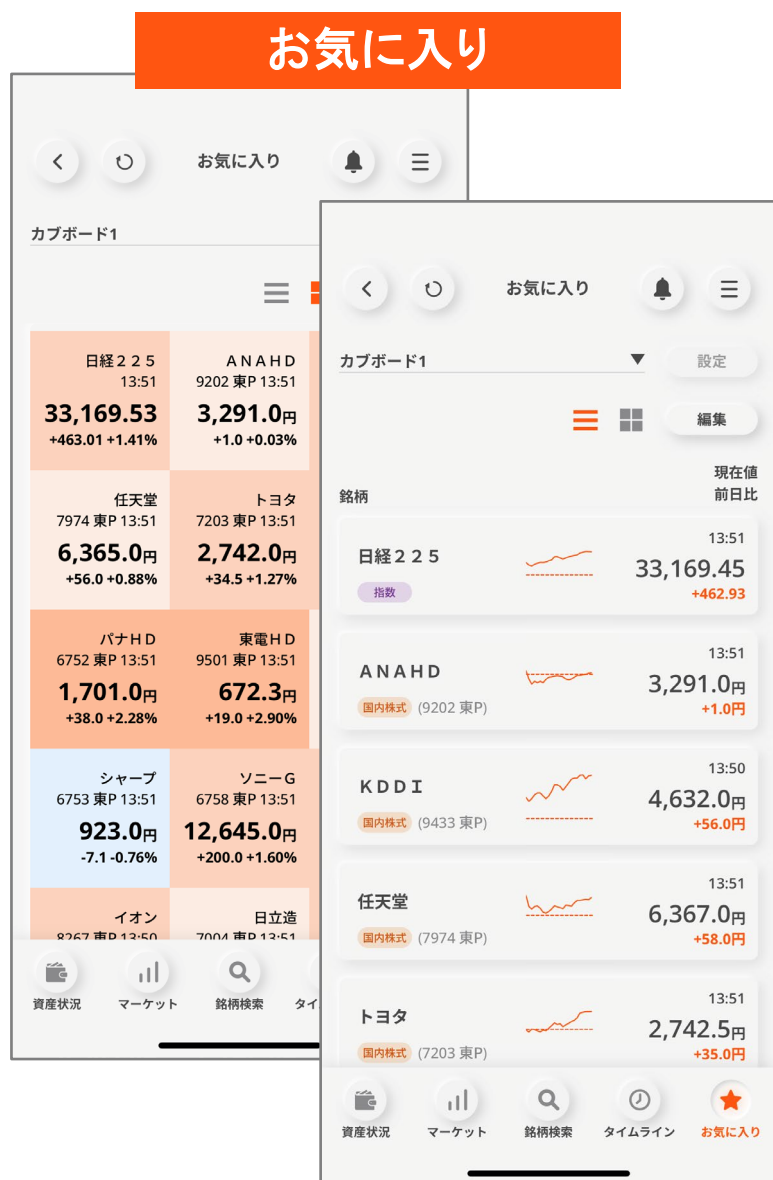 お気に入り
お気に入り
カブボード1
日経２２５
13:51
33,169.53
+463.01 +1.41%
ＡＮＡＨＤ
9202 東P 13:51
3,291.0円
+1.0 +0.03%
任天堂
7974 東P 13:51
6,365.0円
+56.0 +0.88%
トヨタ
7203 東P 13:51
2,742.0円
+34.5 +1.27%
パナＨＤ
6752 東P 13:51
1,701.0円
+38.0 +2.28%
東電ＨＤ
9501 東P 13:51
672.3円
+19.0 +2.90%
シャープ
6753 東P 13:51
923.0円
-7.1 -0.76%
ソニーＧ
6758 東P 13:51
12,645.0円
+200.0 +1.60%
イオン
8267 東P 13:50
日立造
7004 東P 13:51
資産状況
マーケット
銘柄検索
タイ
お気に入り
カブボード1
設定
編集
銘柄
現在値
前日比
日経２２５
指数
13:51
33,169.45
+462.93
ＡＮＡＨＤ
国内株式 (9202 東P)
13:51
3,291.0円
+1.0円
ＫＤＤＩ
国内株式 (9433 東P)
13:50
4,632.0円
+56.0円
任天堂
国内株式 (7974 東P)
13:51
6,367.0円
+58.0円
トヨタ
国内株式 (7203 東P)
13:51
2,742.5円
+35.0円
資産状況
マーケット
銘柄検索
タイムライン
お気に入り